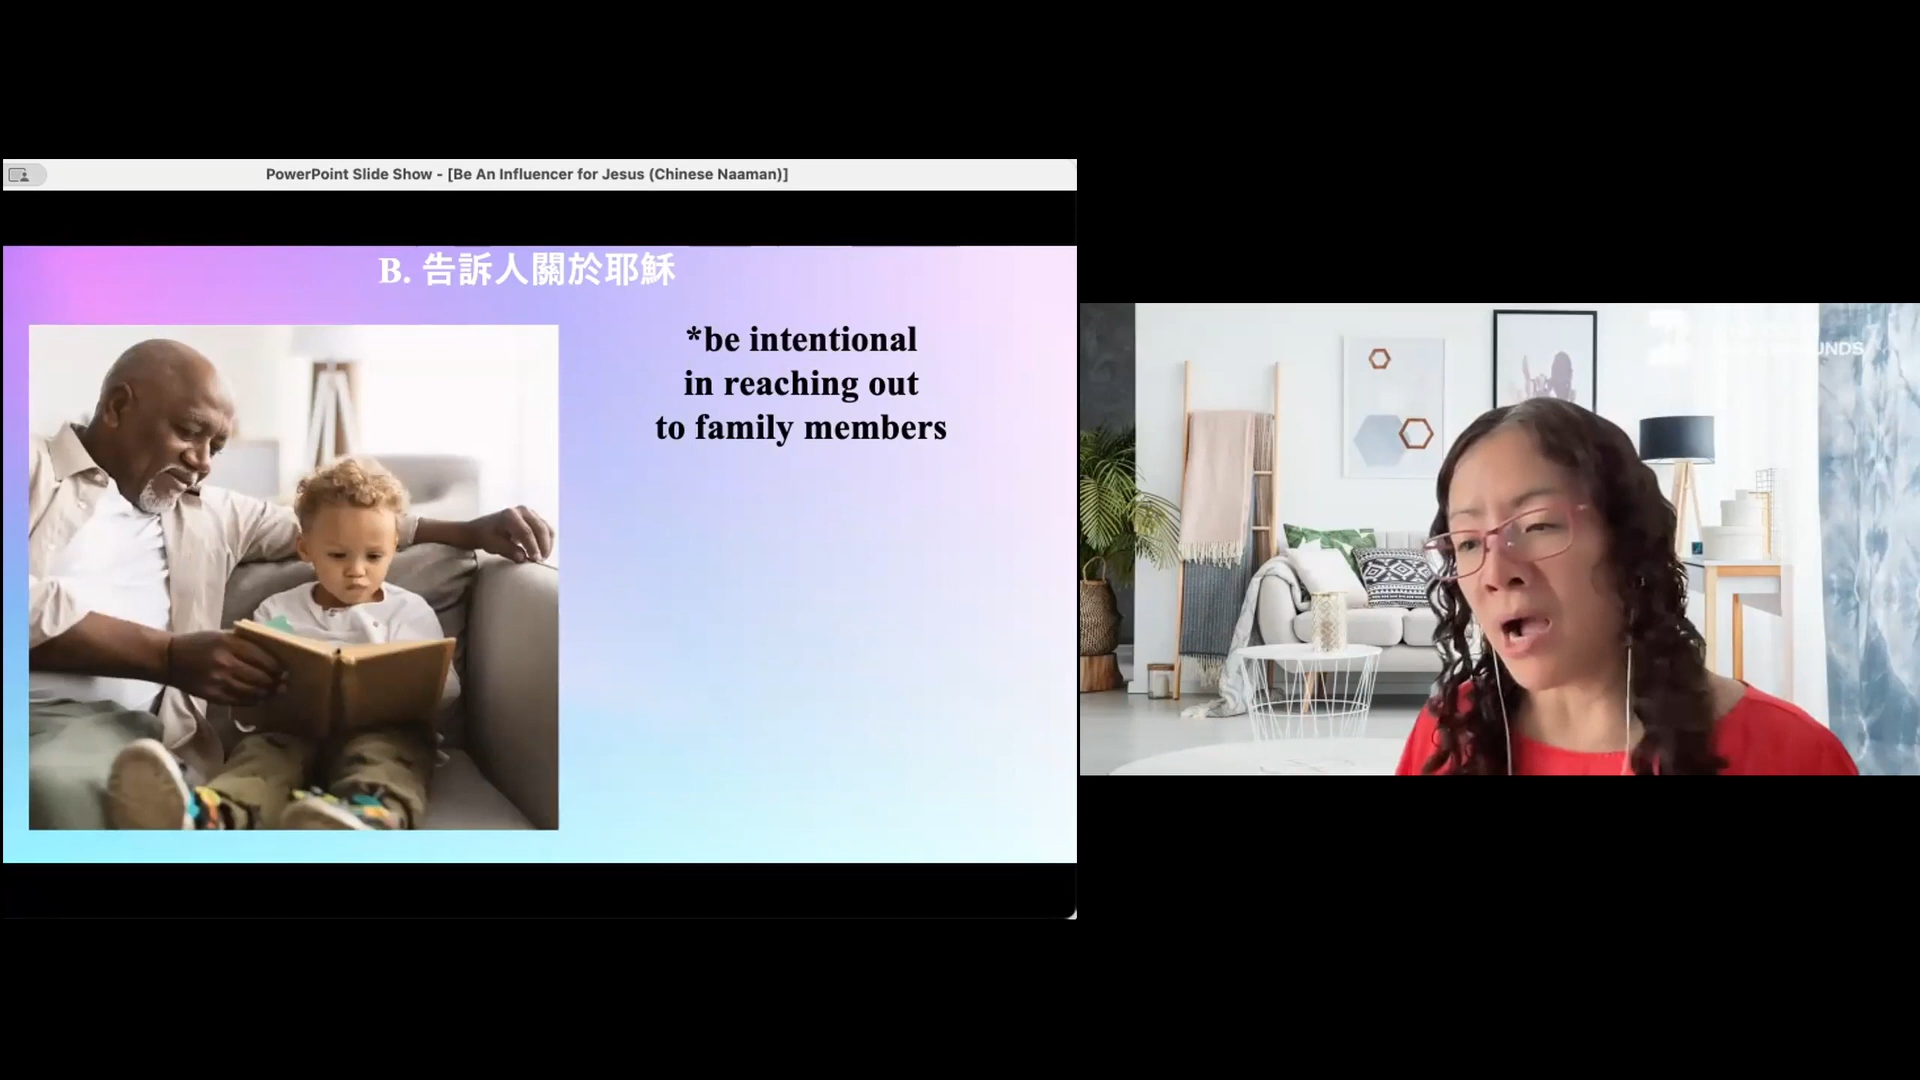 PowerPoint Slide Show - [Be An Influencer for Jesus (Chinese Naaman)]
B. 告訴人關於耶穌
*be intentional
in reaching out
to family members